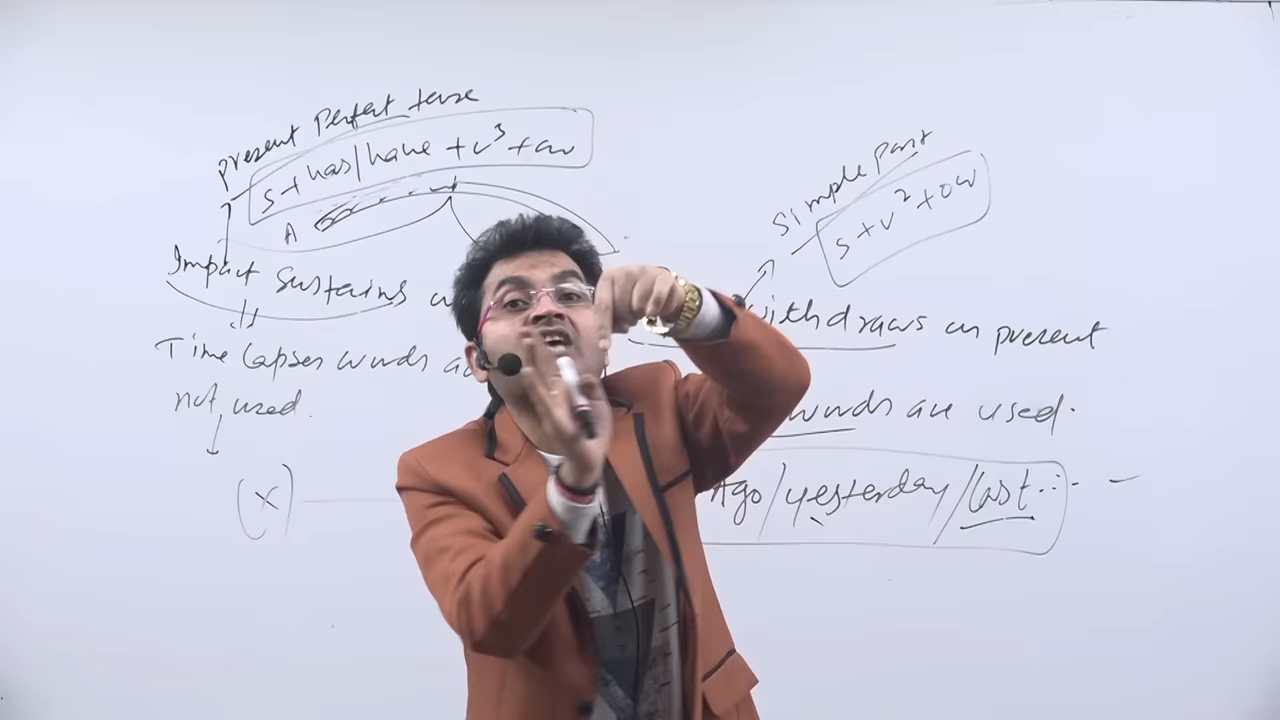 present perfect tense
S + has/have + v³ + ow
A
Impact sustains
Time lapses words
not used.
(x)
simple past
S + v² + ow
withdraws on present
words are used.
Ago / yesterday / last...